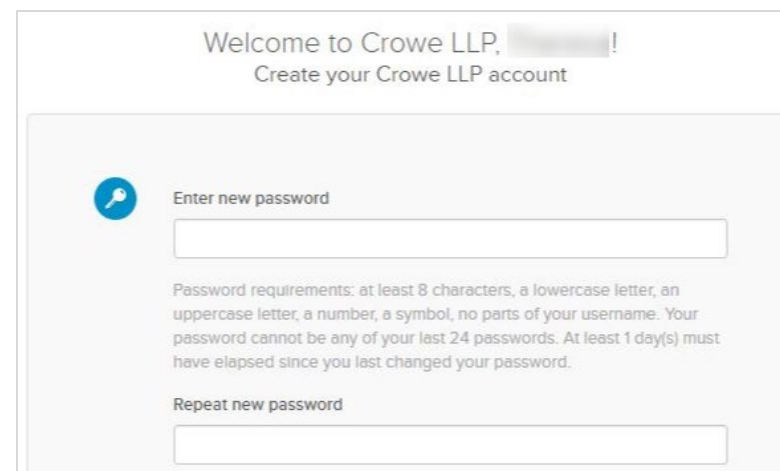 Welcome to Crowe LLP, !
Create your Crowe LLP account
Enter new password
Password requirements: at least 8 characters, a lowercase letter, an
uppercase letter, a number, a symbol, no parts of your username. Your
password cannot be any of your last 24 passwords. At least 1 day(s) must
have elapsed since you last changed your password.
Repeat new password